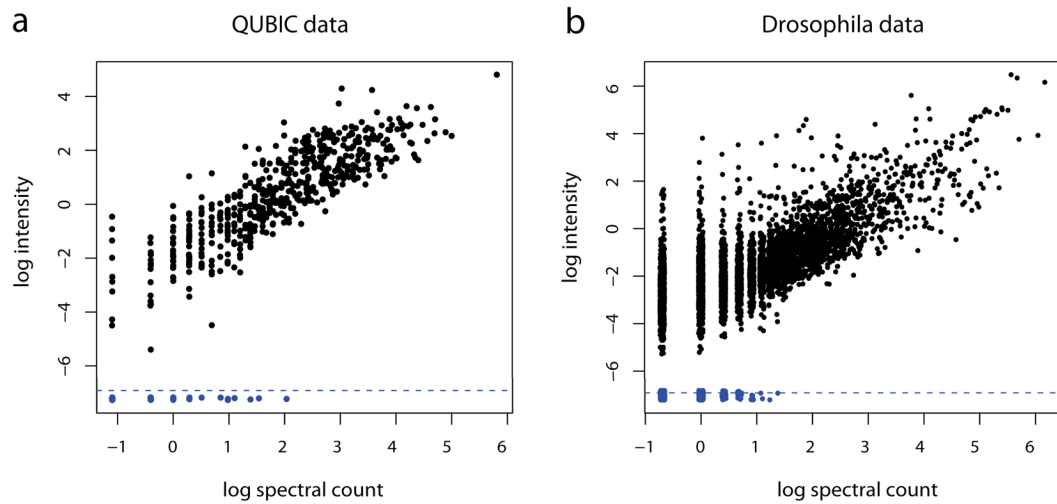 a QUBIC data
4
2
0
−2
−4
−6
log intensity
−1 0 1 2 3 4 5 6
log spectral count
b Drosophila data
6
4
2
0
−2
−4
−6
log intensity
−1 0 1 2 3 4 5 6
log spectral count